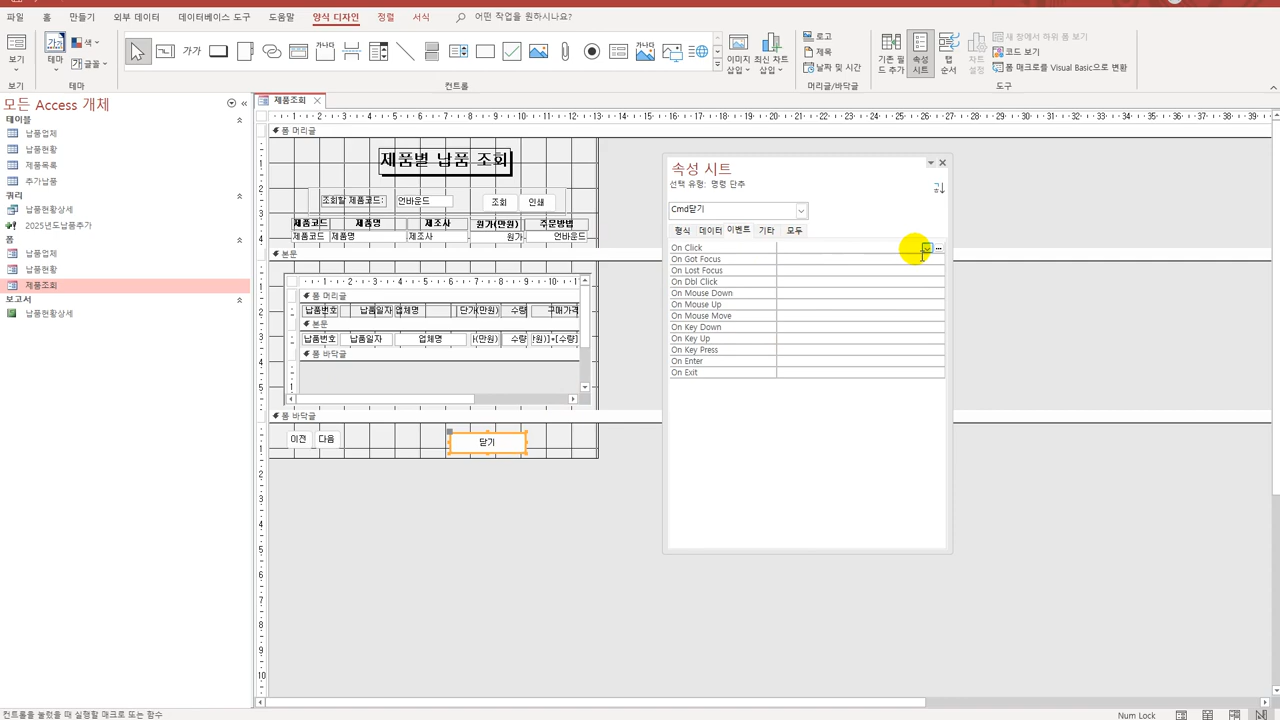 파일 홈 만들기 외부 데이터 데이터베이스 도구 도움말 양식 디자인 정렬 서식 어떤 작업을 원하시나요?
보기 테마 색 글꼴 가나다 이미지 삽입 최신 차트 삽입 로고 제목 날짜 및 시간 기존 필드 추가 속성 시트 탭 순서 차트 설정 새 창에서 하위 폼 보기 코드 보기 폼 매크로를 Visual Basic으로 변환
보기 테마 컨트롤 머리글/바닥글 도구
모든 Access 개체
테이블
납품업체
납품현황
제품목록
추가납품
쿼리
납품현황상세
2025년도납품추가
폼
납품업체
납품현황
제품조회
보고서
납품현황상세
제품조회
폼 머리글
제품별 납품 조회
조회할 제품코드: 언바운드 조회 인쇄
제품코드 제품명 제조사 원가(만원) 주문방법
제품코드 제품명 제조사 원가 언바운드
본문
폼 머리글
납품번호 납품일자 업체명 단가(만원) 수량 구매가격
본문
납품번호 납품일자 업체명 수량
폼 바닥글
폼 바닥글
이전 다음 닫기
속성 시트
선택 유형: 명령 단추
Cmd닫기
형식 데이터 이벤트 기타 모두
On Click
On Got Focus
On Lost Focus
On Dbl Click
On Mouse Down
On Mouse Up
On Mouse Move
On Key Down
On Key Up
On Key Press
On Enter
On Exit
컨트롤을 눌렀을 때 실행할 매크로 또는 함수 Num Lock